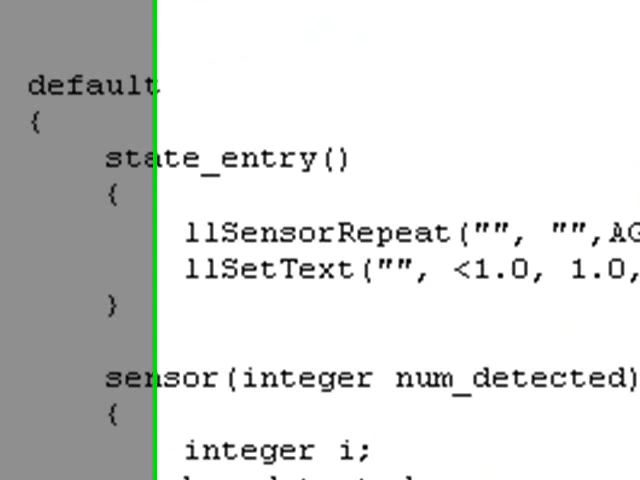 default
{
state_entry()
{
llSensorRepeat("", "",AG
llSetText("", <1.0, 1.0,
}
sensor(integer num_detected)
{
integer i;